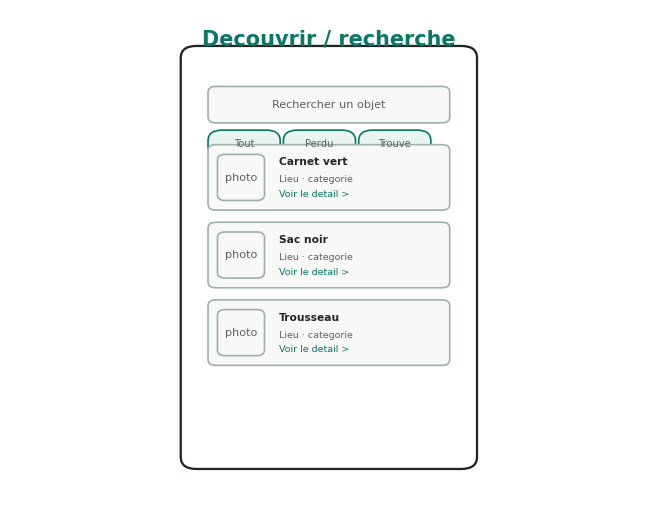 Decouvrir / recherche
Rechercher un objet
Tout Perdu Trouve
photo
Carnet vert
Lieu · categorie
Voir le detail >
photo
Sac noir
Lieu · categorie
Voir le detail >
photo
Trousseau
Lieu · categorie
Voir le detail >